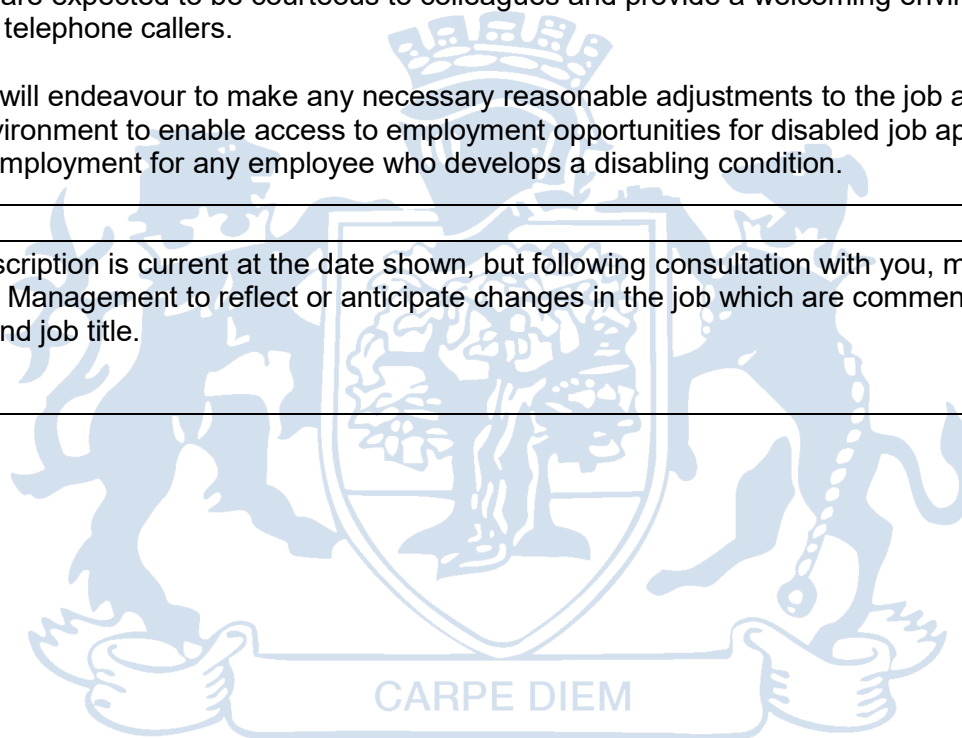 are expected to be courteous to colleagues and provide a welcoming
telephone callers.
will endeavour to make any necessary reasonable adjustments to the job
vironment to enable access to employment opportunities for disabled job
mployment for any employee who develops a disabling condition.
scription is current at the date shown, but following consultation with you,
Management to reflect or anticipate changes in the job which are
nd job title.
CARPE DIEM